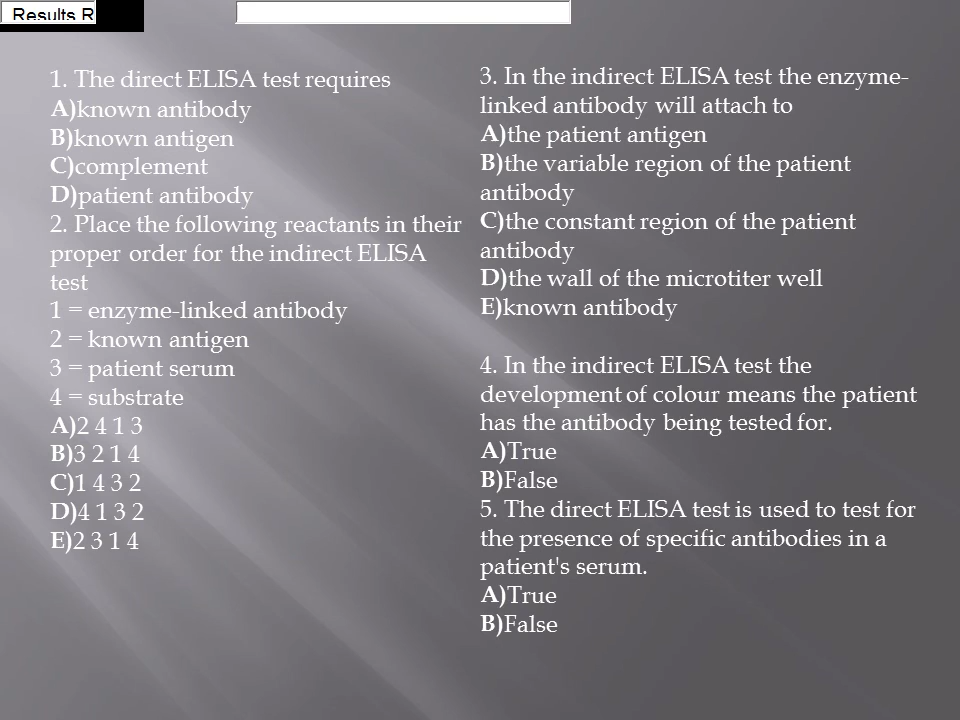 Results R
1. The direct ELISA test requires
A)known antibody
B)known antigen
C)complement
D)patient antibody
2. Place the following reactants in their
proper order for the indirect ELISA
test
1 = enzyme-linked antibody
2 = known antigen
3 = patient serum
4 = substrate
A)2 4 1 3
B)3 2 1 4
C)1 4 3 2
D)4 1 3 2
E)2 3 1 4
3. In the indirect ELISA test the enzyme-
linked antibody will attach to
A)the patient antigen
B)the variable region of the patient
antibody
C)the constant region of the patient
antibody
D)the wall of the microtiter well
E)known antibody
4. In the indirect ELISA test the
development of colour means the patient
has the antibody being tested for.
A)True
B)False
5. The direct ELISA test is used to test for
the presence of specific antibodies in a
patient's serum.
A)True
B)False